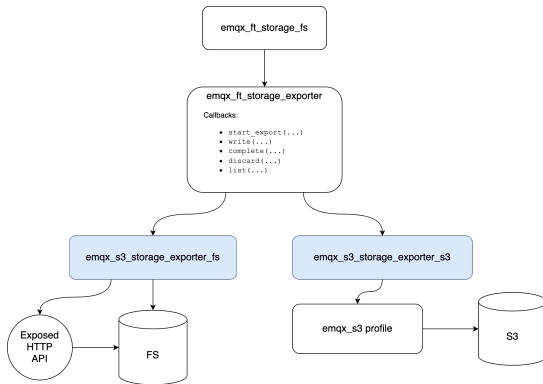 emqx_ft_storage_fs
emqx_ft_storage_exporter
Callbacks:
• start_export(...)
• write(...)
• complete(...)
• discard(...)
• list(...)
emqx_s3_storage_exporter_fs
emqx_s3_storage_exporter_s3
Exposed
HTTP
API
FS
emqx_s3 profile
S3